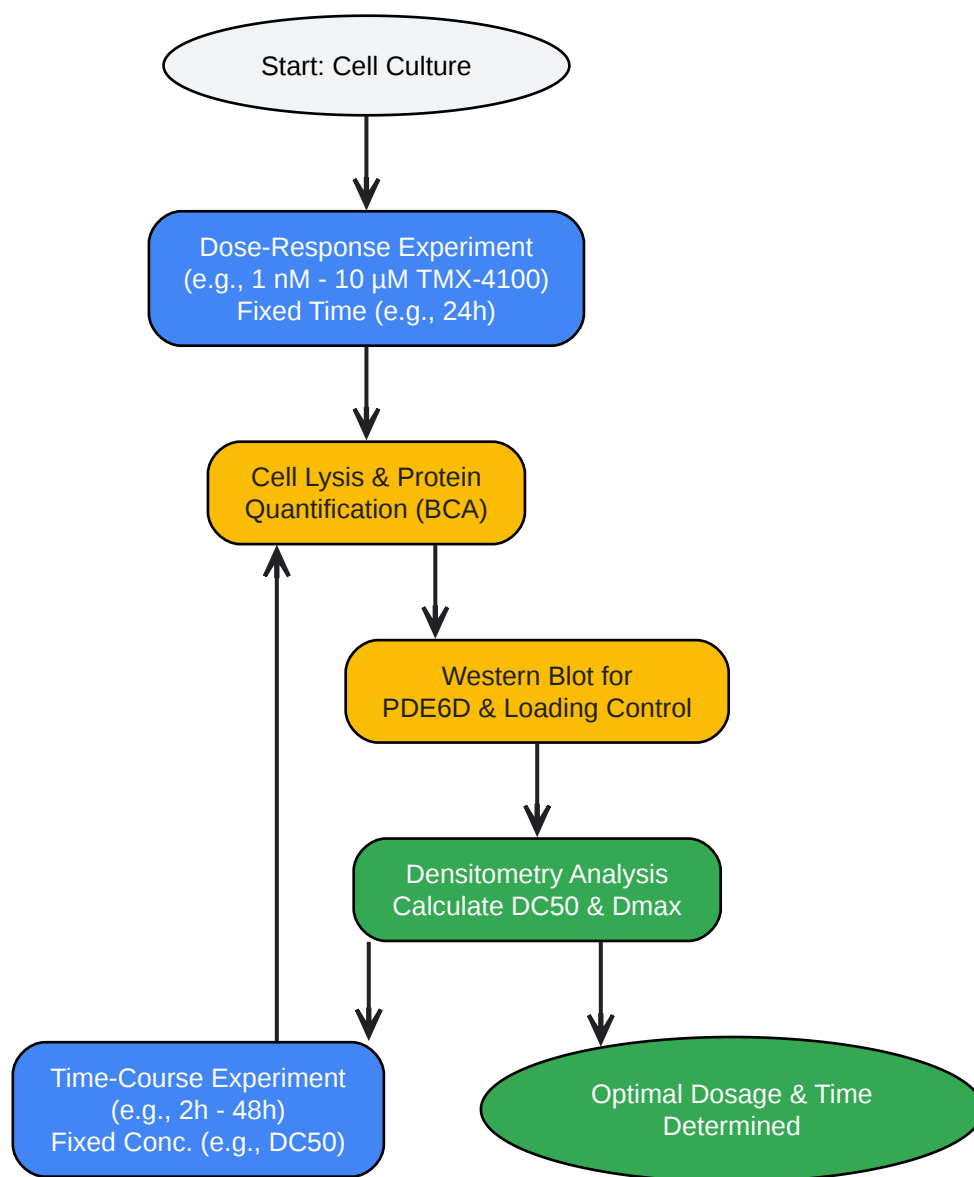 Start: Cell Culture
Dose-Response Experiment
(e.g., 1 nM - 10 µM TMX-4100)
Fixed Time (e.g., 24h)
Cell Lysis & Protein
Quantification (BCA)
Western Blot for
PDE6D & Loading Control
Densitometry Analysis
Calculate DC50 & Dmax
Time-Course Experiment
(e.g., 2h - 48h)
Fixed Conc. (e.g., DC50)
Optimal Dosage & Time
Determined